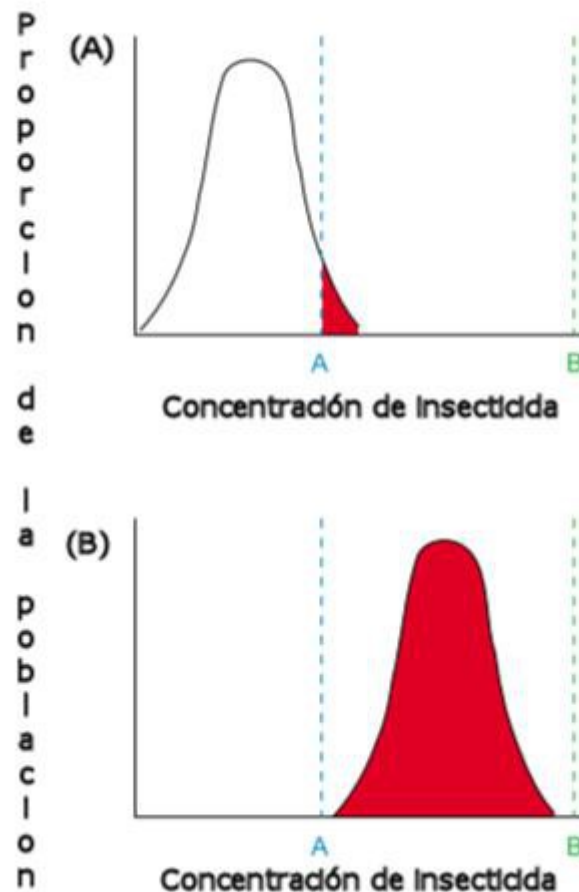 Proporcion de la poblacion
(A)
A
B
Concentración de Insecticida
(B)
A
B
Concentración de Insecticida